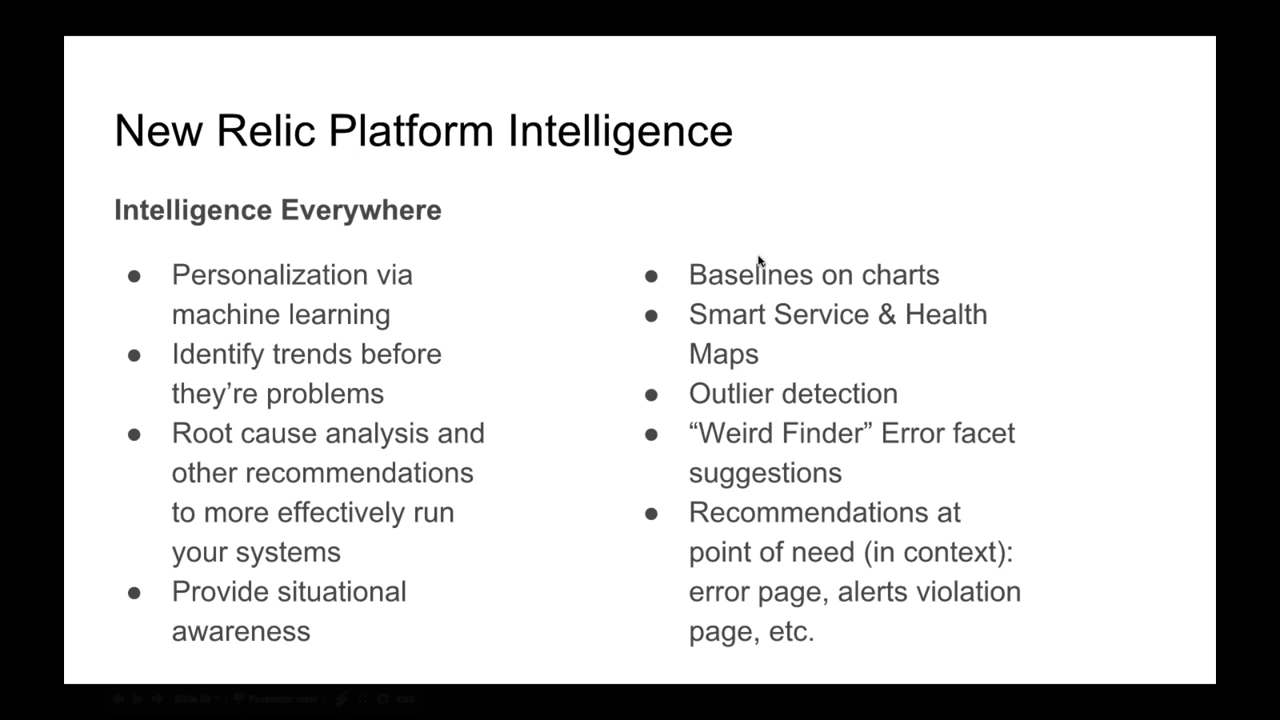 New Relic Platform Intelligence
Intelligence Everywhere
● Personalization via
machine learning
● Identify trends before
they’re problems
● Root cause analysis and
other recommendations
to more effectively run
your systems
● Provide situational
awareness
● Baselines on charts
● Smart Service & Health
Maps
● Outlier detection
● “Weird Finder” Error facet
suggestions
● Recommendations at
point of need (in context):
error page, alerts violation
page, etc.